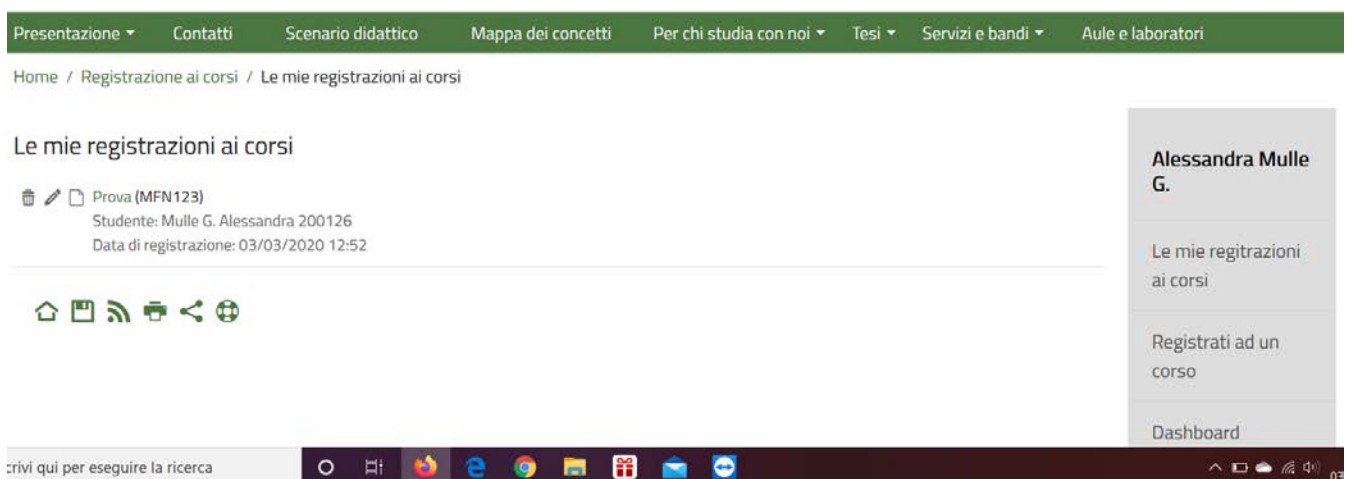 Presentazione Contatti Scenario didattico Mappa dei concetti Per chi studia con noi Tesi Servizi e bandi Aule e laboratori
Home / Registrazione ai corsi / Le mie registrazioni ai corsi
Le mie registrazioni ai corsi
Prova (MFN123)
Studente: Mulle G. Alessandra 200126
Data di registrazione: 03/03/2020 12:52
Alessandra Mulle
G.
Le mie regitrazioni
ai corsi
Registrati ad un
corso
Dashboard
crivi qui per eseguire la ricerca